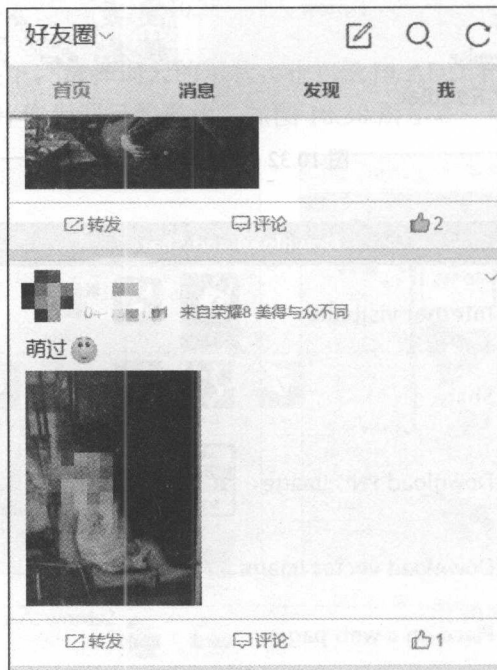 好友圈
首页 消息 发现 我
转发 评论 2
来自荣耀8 美得与众不同
萌过
转发 评论 1